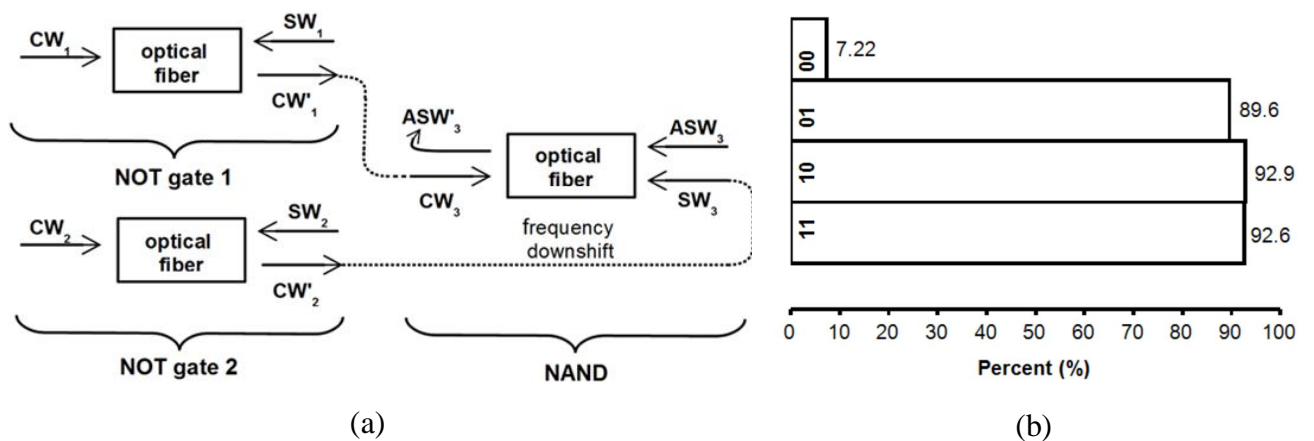 CW₁
optical
fiber
SW₁
CW'₁
NOT gate 1
CW₂
optical
fiber
SW₂
CW'₂
NOT gate 2
ASW'₃
optical
fiber
ASW₃
CW₃
SW₃
frequency
downshift
NAND
(a)
00 7.22
01 89.6
10 92.9
11 92.6
0 10 20 30 40 50 60 70 80 90 100
Percent (%)
(b)